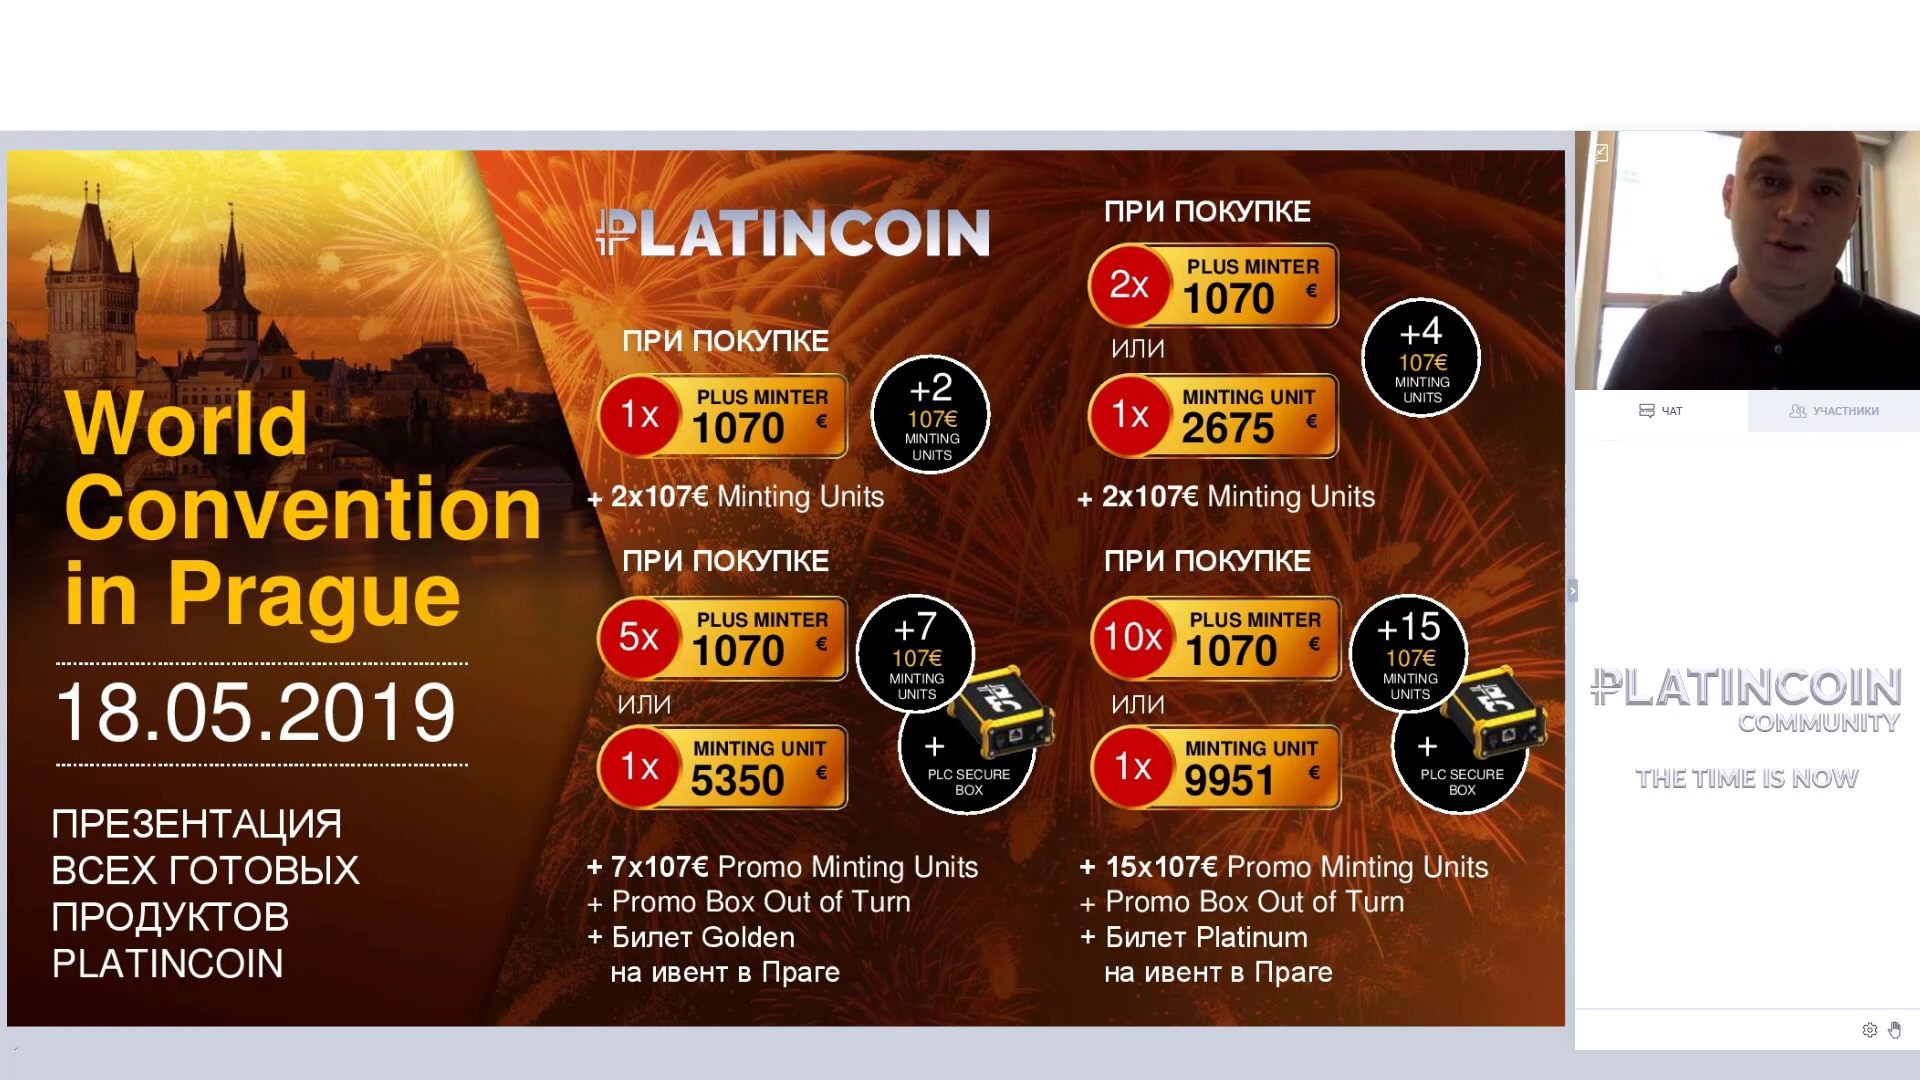 World
Convention
in Prague
18.05.2019
ПРЕЗЕНТАЦИЯ
ВСЕХ ГОТОВЫХ
ПРОДУКТОВ
PLATINCOIN
PLATINCOIN
ПРИ ПОКУПКЕ
1x PLUS MINTER
1070 €
+2
107€
MINTING
UNITS
+ 2x107€ Minting Units
ПРИ ПОКУПКЕ
2x PLUS MINTER
1070 €
ИЛИ
1x MINTING UNIT
2675 €
+4
107€
MINTING
UNITS
+ 2x107€ Minting Units
ПРИ ПОКУПКЕ
5x PLUS MINTER
1070 €
ИЛИ
1x MINTING UNIT
5350 €
+7
107€
MINTING
UNITS
PLC
+
PLC SECURE
BOX
+ 7x107€ Promo Minting Units
+ Promo Box Out of Turn
+ Билет Golden
на ивент в Праге
ПРИ ПОКУПКЕ
10x PLUS MINTER
1070 €
ИЛИ
1x MINTING UNIT
9951 €
+15
107€
MINTING
UNITS
PLC
+
PLC SECURE
BOX
+ 15x107€ Promo Minting Units
+ Promo Box Out of Turn
+ Билет Platinum
на ивент в Праге
ЧАТ
УЧАСТНИКИ
PLATINCOIN
COMMUNITY
THE TIME IS NOW